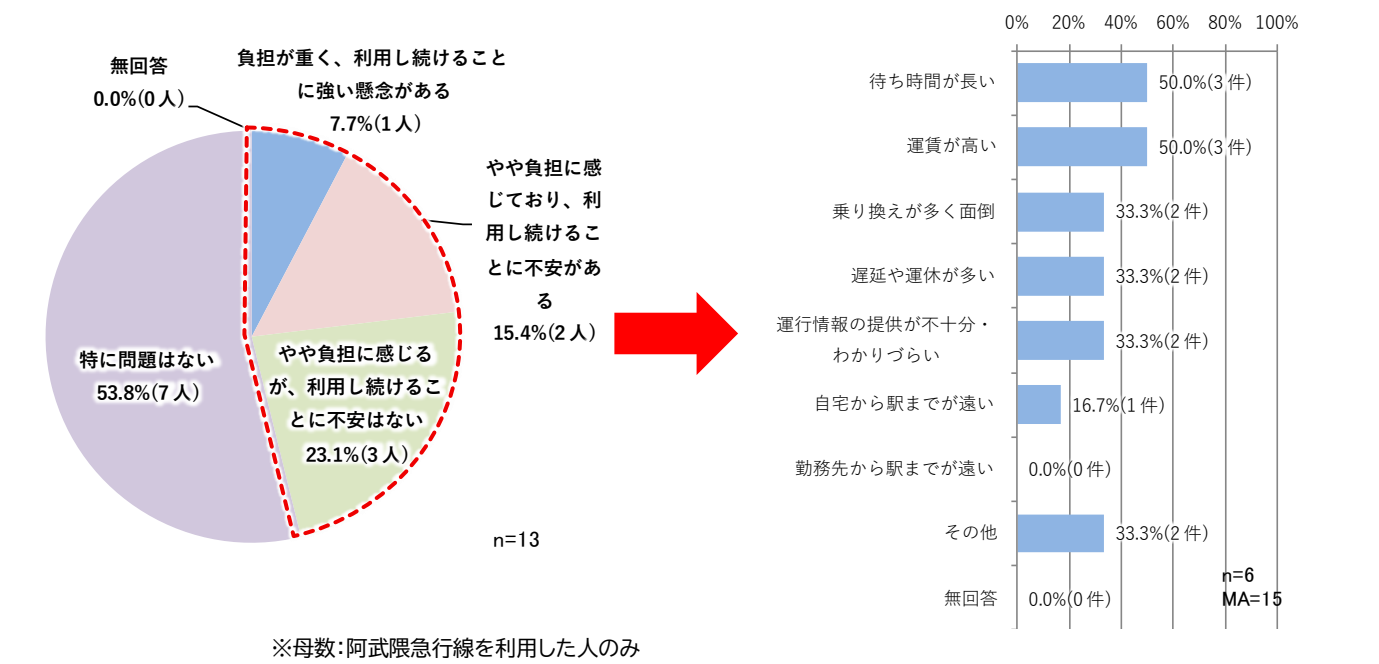 無回答
0.0%(0人)
負担が重く、利用し続けること
に強い懸念がある
7.7%(1人)
やや負担に感
じており、利
用し続けるこ
とに不安があ
る
15.4%(2人)
やや負担に感じる
が、利用し続けるこ
とに不安はない
23.1%(3人)
特に問題はない
53.8%(7人)
n=13
0% 20% 40% 60% 80% 100%
待ち時間が長い 50.0%(3件)
運賃が高い 50.0%(3件)
乗り換えが多く面倒 33.3%(2件)
遅延や運休が多い 33.3%(2件)
運行情報の提供が不十分・
わかりづらい 33.3%(2件)
自宅から駅までが遠い 16.7%(1件)
勤務先から駅までが遠い 0.0%(0件)
その他 33.3%(2件)
無回答 0.0%(0件)
n=6
MA=15
※母数:阿武隈急行線を利用した人のみ